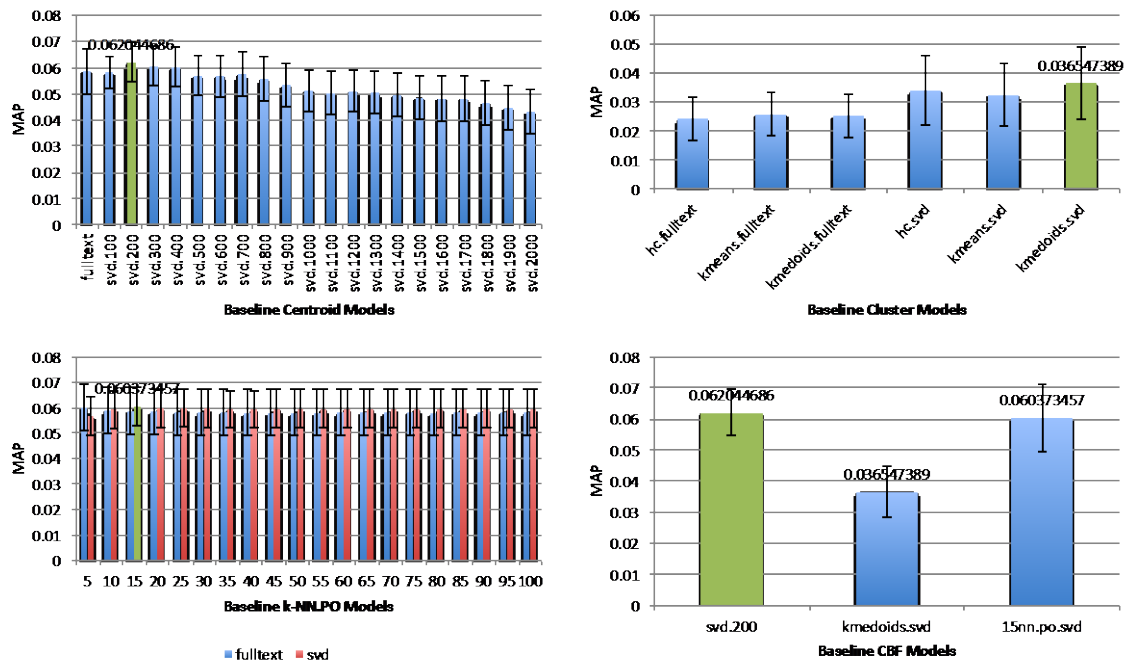 0.08
0.07
0.06
0.05
0.04
0.03
0.02
0.01
0
MAP
0.062044686
fulltext
svd.100
svd.200
svd.300
svd.400
svd.500
svd.600
svd.700
svd.800
svd.900
svd.1000
svd.1100
svd.1200
svd.1300
svd.1400
svd.1500
svd.1600
svd.1700
svd.1800
svd.1900
svd.2000
Baseline Centroid Models
0.06
0.05
0.04
0.03
0.02
0.01
0
MAP
0.036547389
hc.fulltext
kmeans.fulltext
kmedoids.fulltext
hc.svd
kmeans.svd
kmedoids.svd
Baseline Cluster Models
0.08
0.07
0.06
0.05
0.04
0.03
0.02
0.01
0
MAP
0.060373457
5 10 15 20 25 30 35 40 45 50 55 60 65 70 75 80 85 90 95 100
Baseline k-NN.PO Models
fulltext svd
0.08
0.07
0.06
0.05
0.04
0.03
0.02
0.01
0
MAP
0.062044686
0.036547389
0.060373457
svd.200 kmedoids.svd 15nn.po.svd
Baseline CBF Models